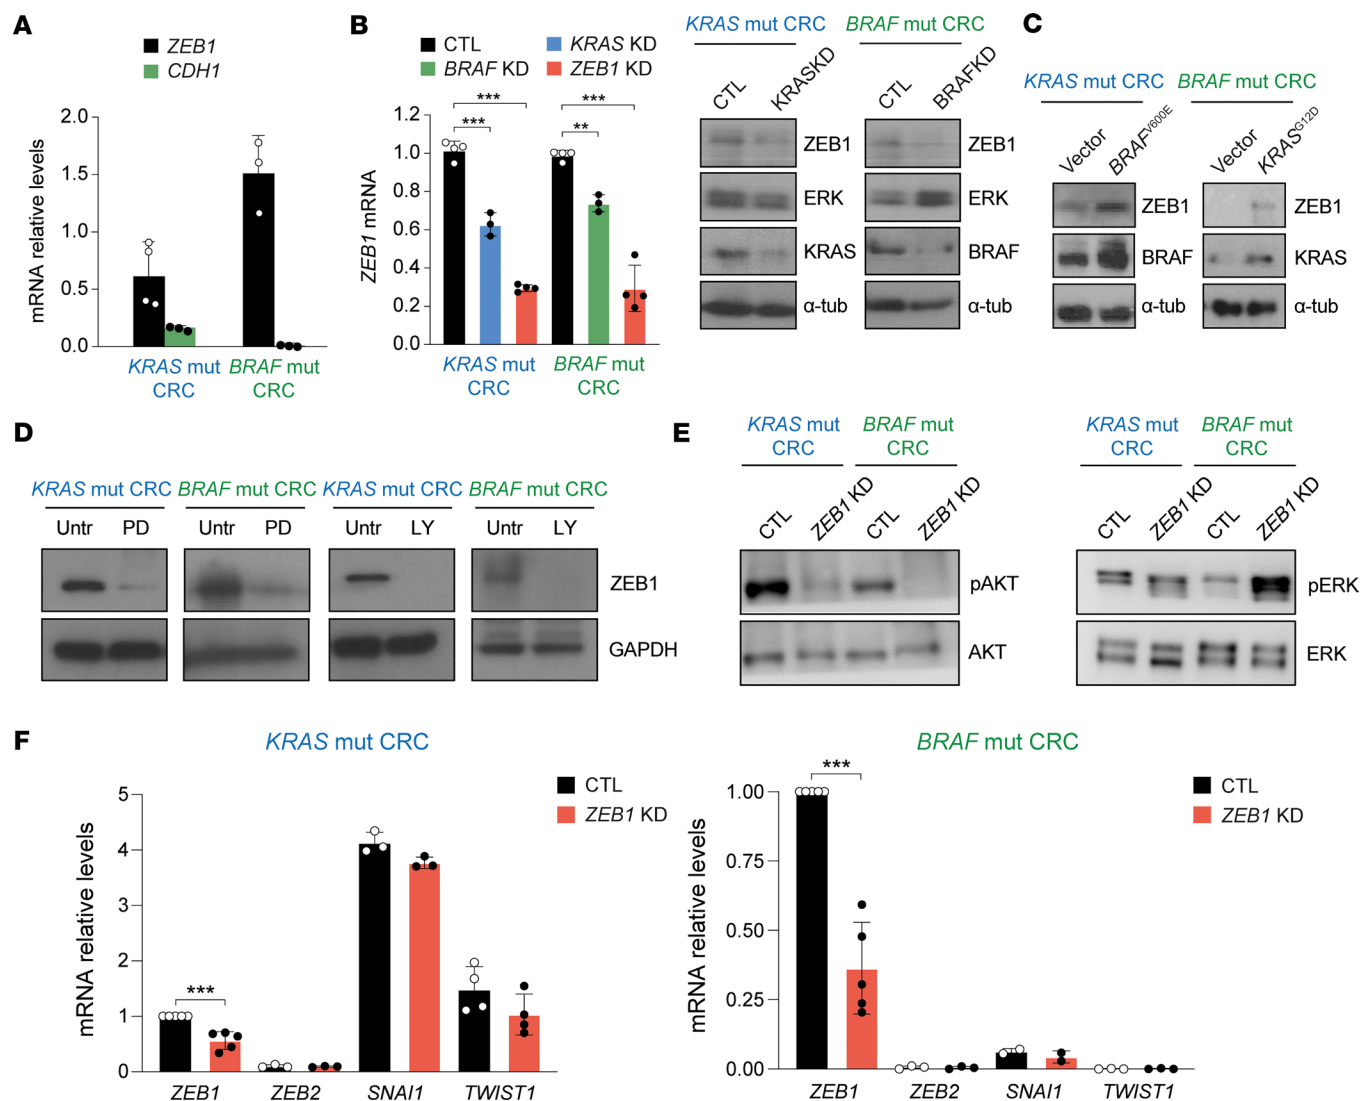 A
ZEB1
CDH1
mRNA relative levels
2.0
1.5
1.0
0.5
0.0
KRAS mut CRC
BRAF mut CRC
B
CTL
KRAS KD
BRAF KD
ZEB1 KD
ZEB1 mRNA
1.2
1.0
0.8
0.6
0.4
0.2
0.0
***
***
***
**
KRAS mut CRC
BRAF mut CRC
KRAS mut CRC
BRAF mut CRC
CTL
KRASKD
CTL
BRAFKD
ZEB1
ZEB1
ERK
ERK
KRAS
BRAF
α-tub
α-tub
C
KRAS mut CRC
BRAF mut CRC
Vector
BRAFV600E
Vector
KRASG12D
ZEB1
ZEB1
BRAF
KRAS
α-tub
α-tub
D
KRAS mut CRC
BRAF mut CRC
KRAS mut CRC
BRAF mut CRC
Untr
PD
Untr
PD
Untr
LY
Untr
LY
ZEB1
GAPDH
E
KRAS mut
CRC
BRAF mut
CRC
CTL
ZEB1 KD
CTL
ZEB1 KD
pAKT
AKT
KRAS mut
CRC
BRAF mut
CRC
CTL
ZEB1 KD
CTL
ZEB1 KD
pERK
ERK
F
KRAS mut CRC
CTL
ZEB1 KD
mRNA relative levels
5
4
3
2
1
0
***
ZEB1
ZEB2
SNAI1
TWIST1
BRAF mut CRC
CTL
ZEB1 KD
mRNA relative levels
1.00
0.75
0.50
0.25
0.00
***
ZEB1
ZEB2
SNAI1
TWIST1